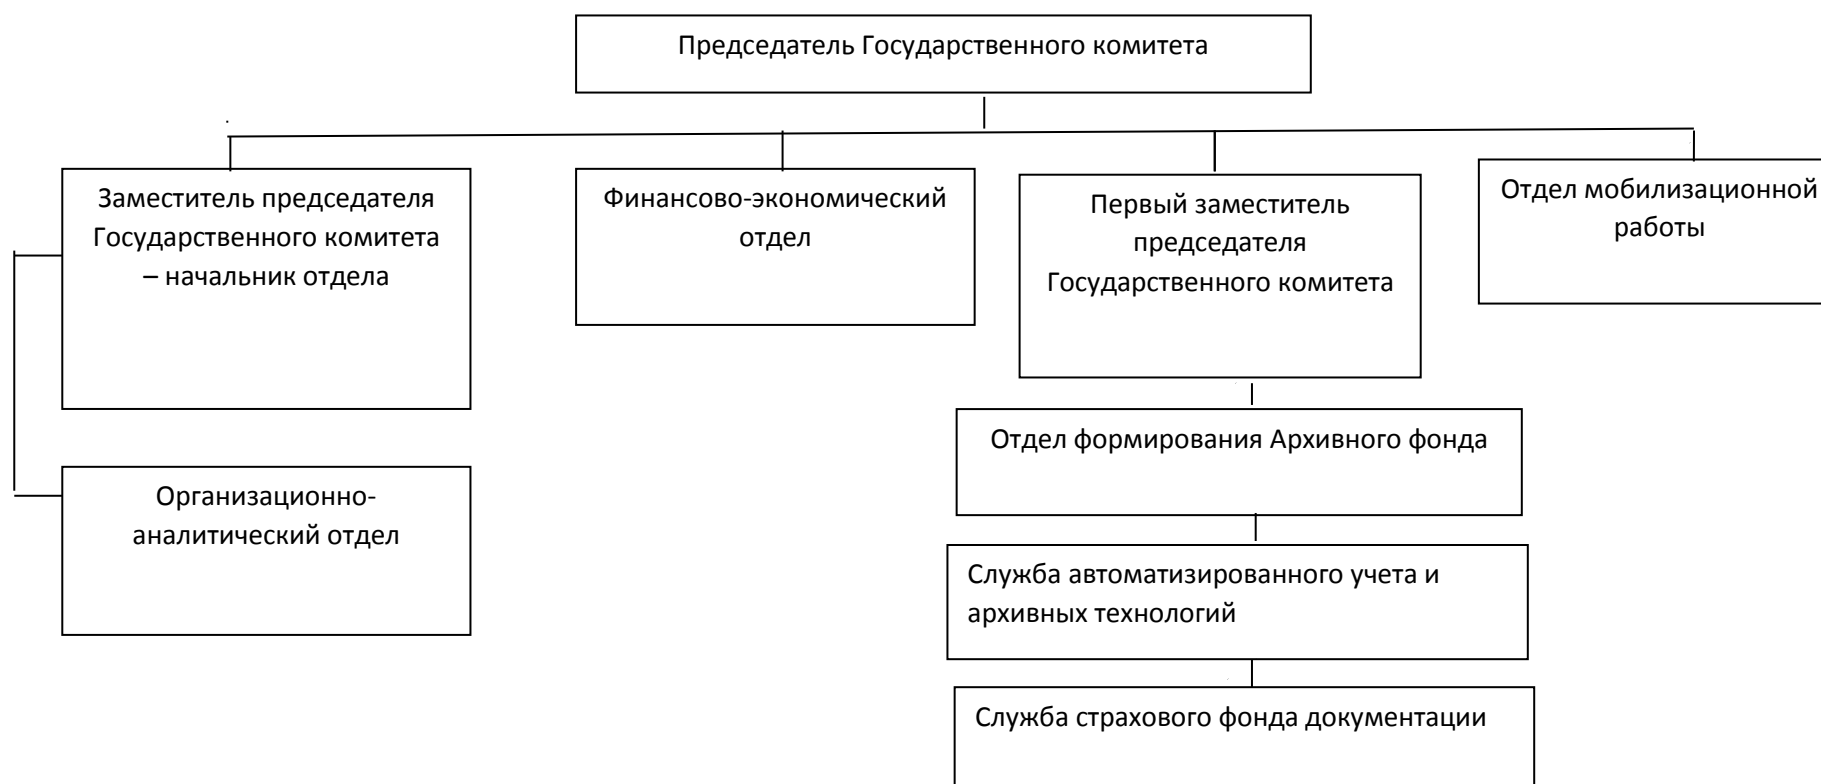 Председатель Государственного комитета
Заместитель председателя
Государственного комитета
– начальник отдела
Финансово-экономический
отдел
Первый заместитель
председателя
Государственного комитета
Отдел мобилизационной
работы
Отдел формирования Архивного фонда
Организационно-
аналитический отдел
Служба автоматизированного учета и
архивных технологий
Служба страхового фонда документации